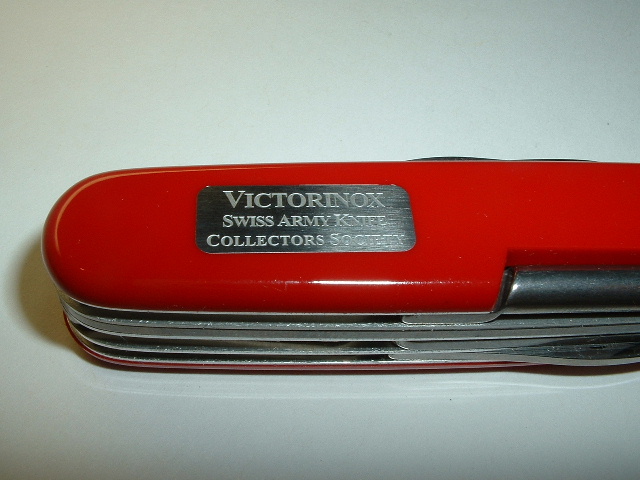 VICTORINOX
SWISS ARMY KNIFE
COLLECTORS SOCIETY